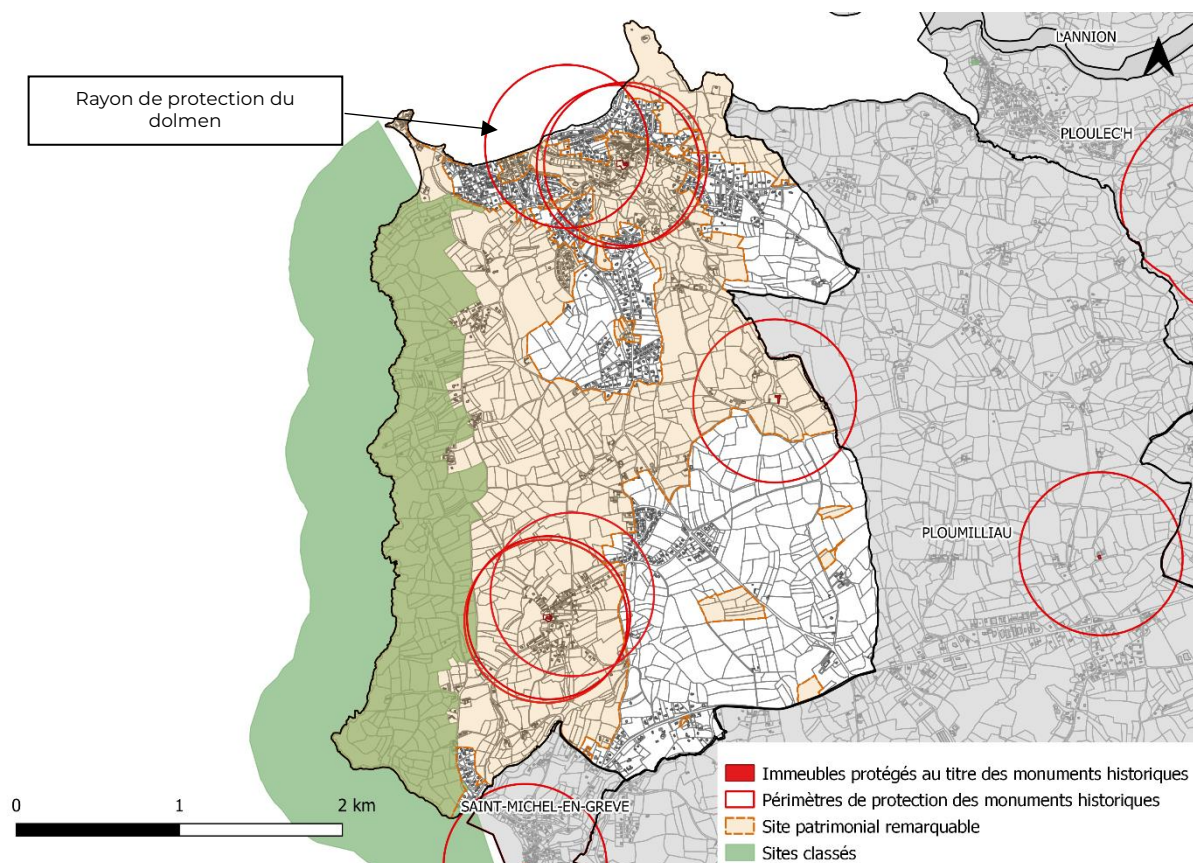 LANNION
Rayon de protection du
dolmen
PLOULEC'H
PLOUMILLIAU
SAINT-MICHEL-EN-GREVE
0 1 2 km
Immeubles protégés au titre des monuments historiques
Périmètres de protection des monuments historiques
Site patrimonial remarquable
Sites classés